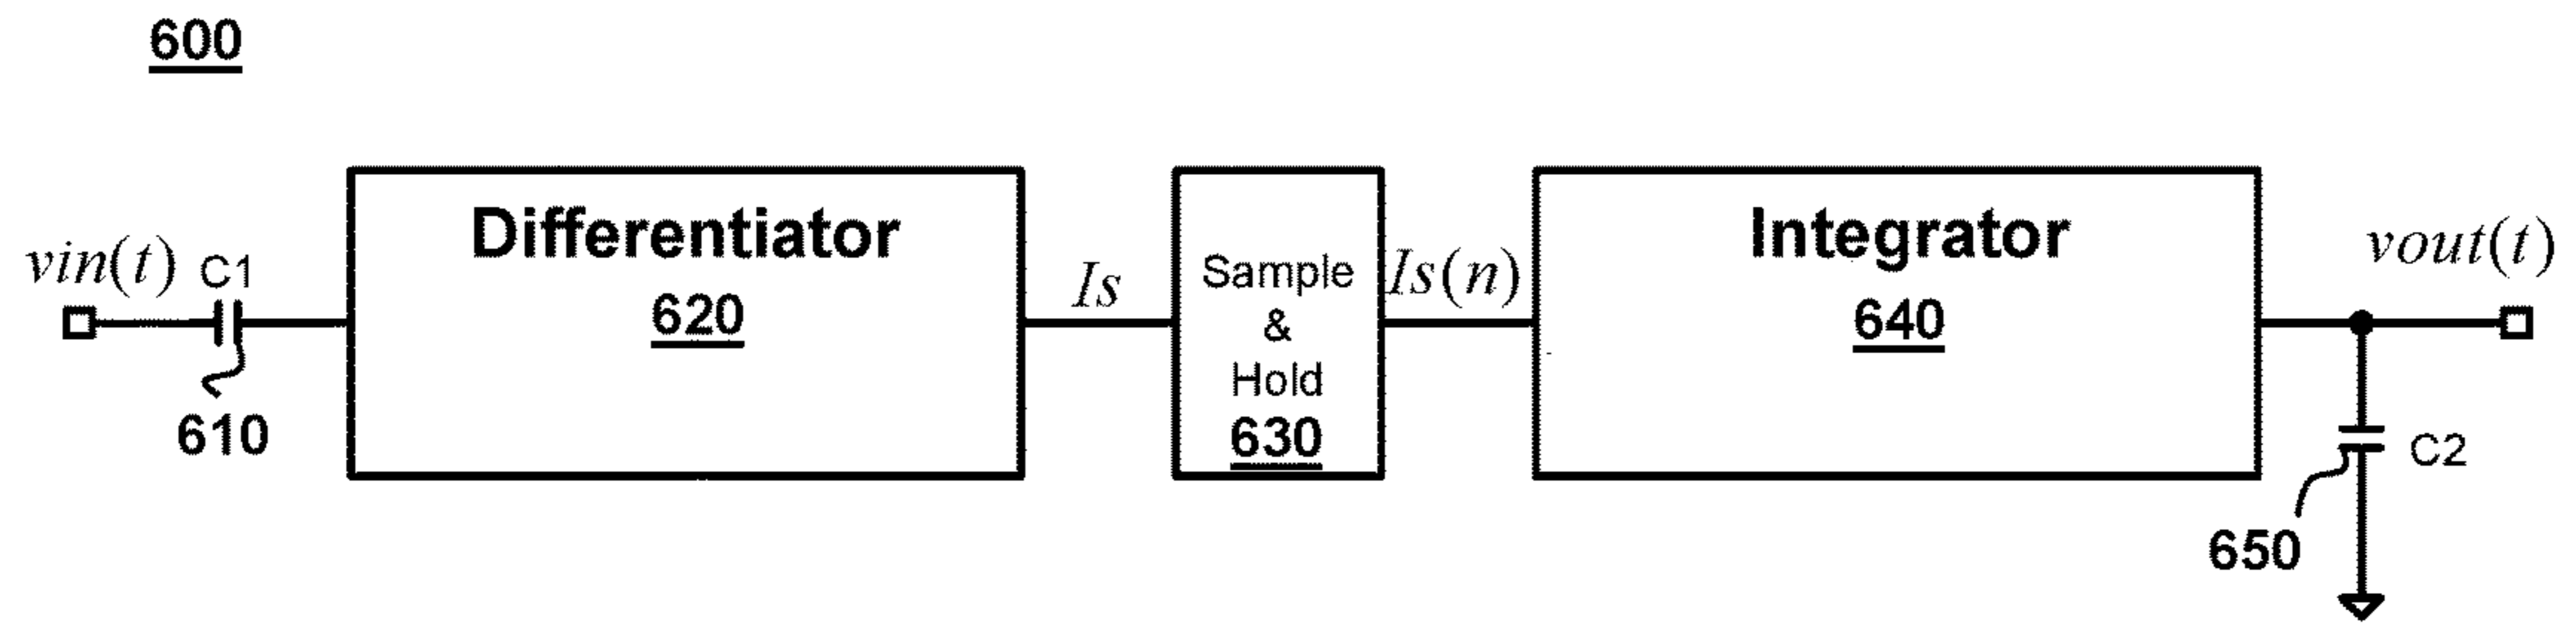 600
vin(t)
C1
610
Differentiator
620
Is
Sample
&
Hold
630
Is(n)
Integrator
640
vout(t)
C2
650